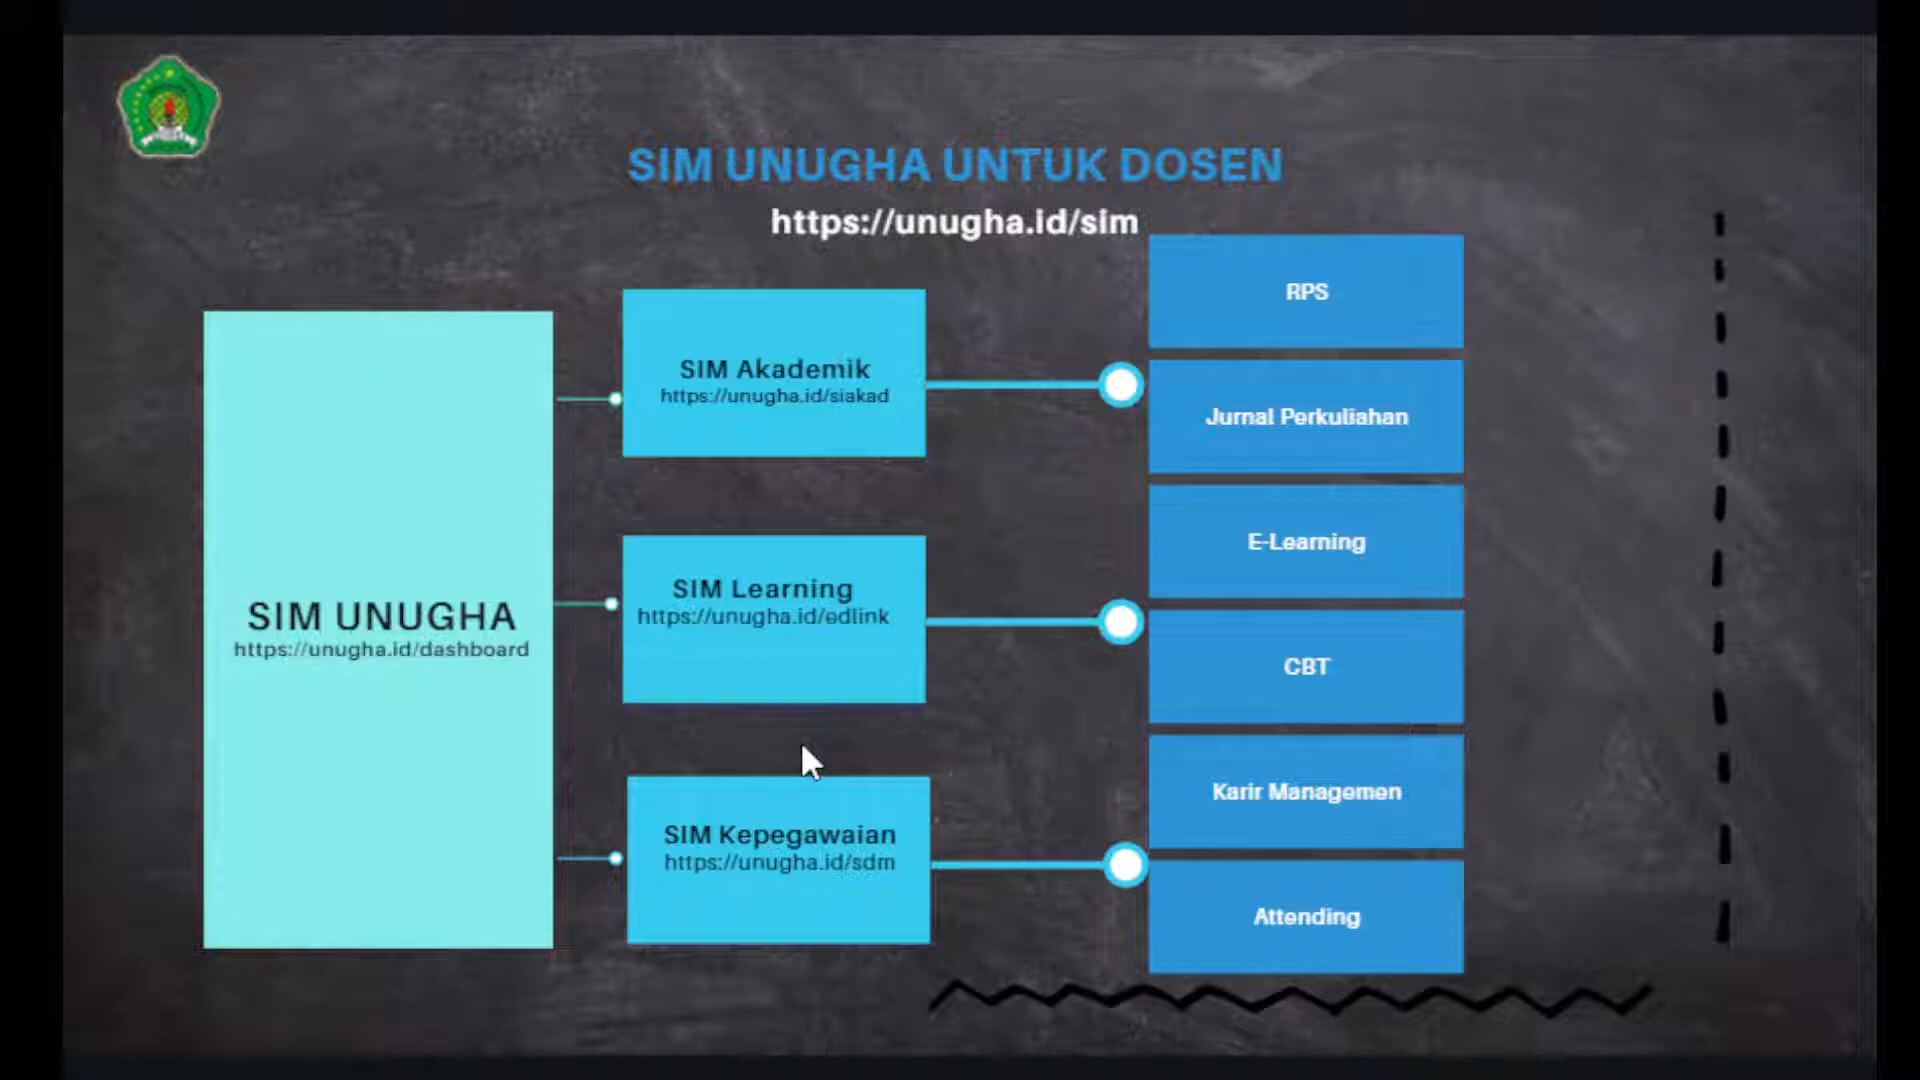 SIM UNUGHA UNTUK DOSEN
https://unugha.id/sim
SIM UNUGHA
https://unugha.id/dashboard
SIM Akademik
https://unugha.id/siakad
SIM Learning
https://unugha.id/edlink
SIM Kepegawaian
https://unugha.id/sdm
RPS
Jurnal Perkuliahan
E-Learning
CBT
Karir Managemen
Attending